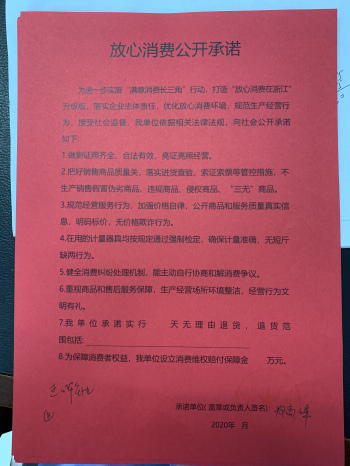 放心消费公开承诺
为进一步实施“满意消费长三角”行动，打造“放心消费在浙江”
升级版，落实企业主体责任，优化放心消费环境，规范生产经营行
为，接受社会监督，我单位依照相关法律法规，向社会公开承诺
如下：
1.做到证照齐全，合法有效，亮证亮照经营。
2.把好销售商品质量关，落实进货查验，索证索票等管控措施，不
生产销售假冒伪劣商品、违规商品、侵权商品、“三无”商品。
3.规范经营服务行为，加强价格自律，公开商品和服务质量真实信
息，明码标价，无价格欺诈行为。
4.在用的计量器具均按规定通过强制检定，确保计量准确，无短斤
缺两行为。
5.健全消费纠纷处理机制，能主动自行协商和解消费争议。
6.重视商品和售后服务保障，生产经营场所环境整洁，经营行为文
明有礼。
7.我单位承诺实行 天无理由退货，退货范
围包括：
8.为保障消费者权益，我单位设立消费维权赔付保障金 万元。
承诺单位(盖章或负责人签名)：
2020年 月